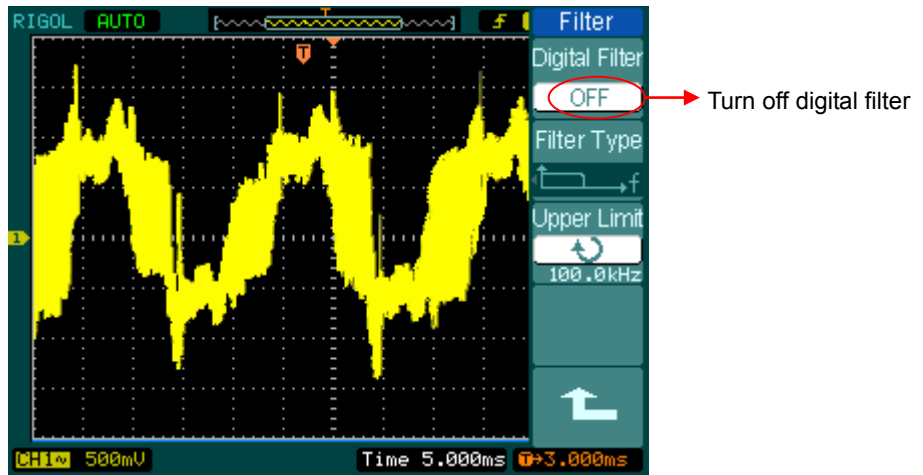 RIGOL AUTO T f Filter
T
Digital Filter
OFF
Turn off digital filter
Filter Type
f
Upper Limit
1
100.0kHz
CH1~ 500mV Time 5.000ms T→3.000ms